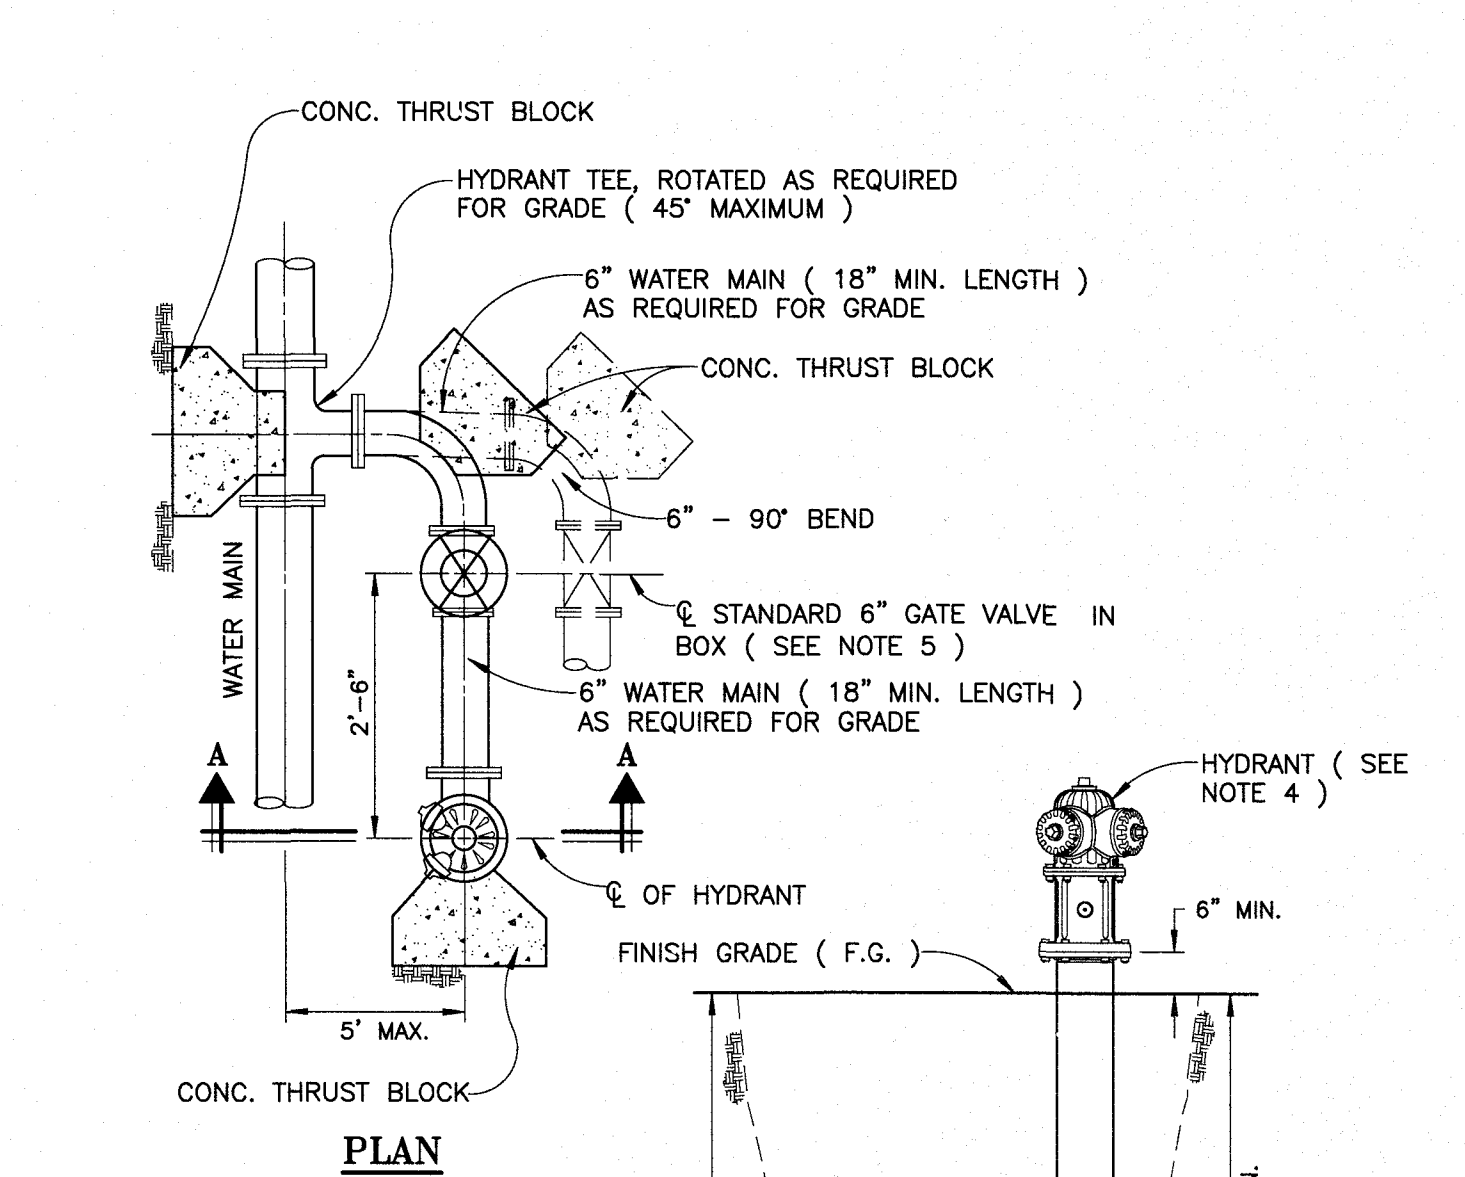 CONC. THRUST BLOCK
HYDRANT TEE, ROTATED AS REQUIRED
FOR GRADE ( 45° MAXIMUM )
6" WATER MAIN ( 18" MIN. LENGTH )
AS REQUIRED FOR GRADE
CONC. THRUST BLOCK
6" - 90° BEND
WATER MAIN
℄ STANDARD 6" GATE VALVE IN
BOX ( SEE NOTE 5 )
2'-6"
6" WATER MAIN ( 18" MIN. LENGTH )
AS REQUIRED FOR GRADE
A
A
HYDRANT ( SEE
NOTE 4 )
℄ OF HYDRANT
6" MIN.
FINISH GRADE ( F.G. )
5' MAX.
CONC. THRUST BLOCK
PLAN